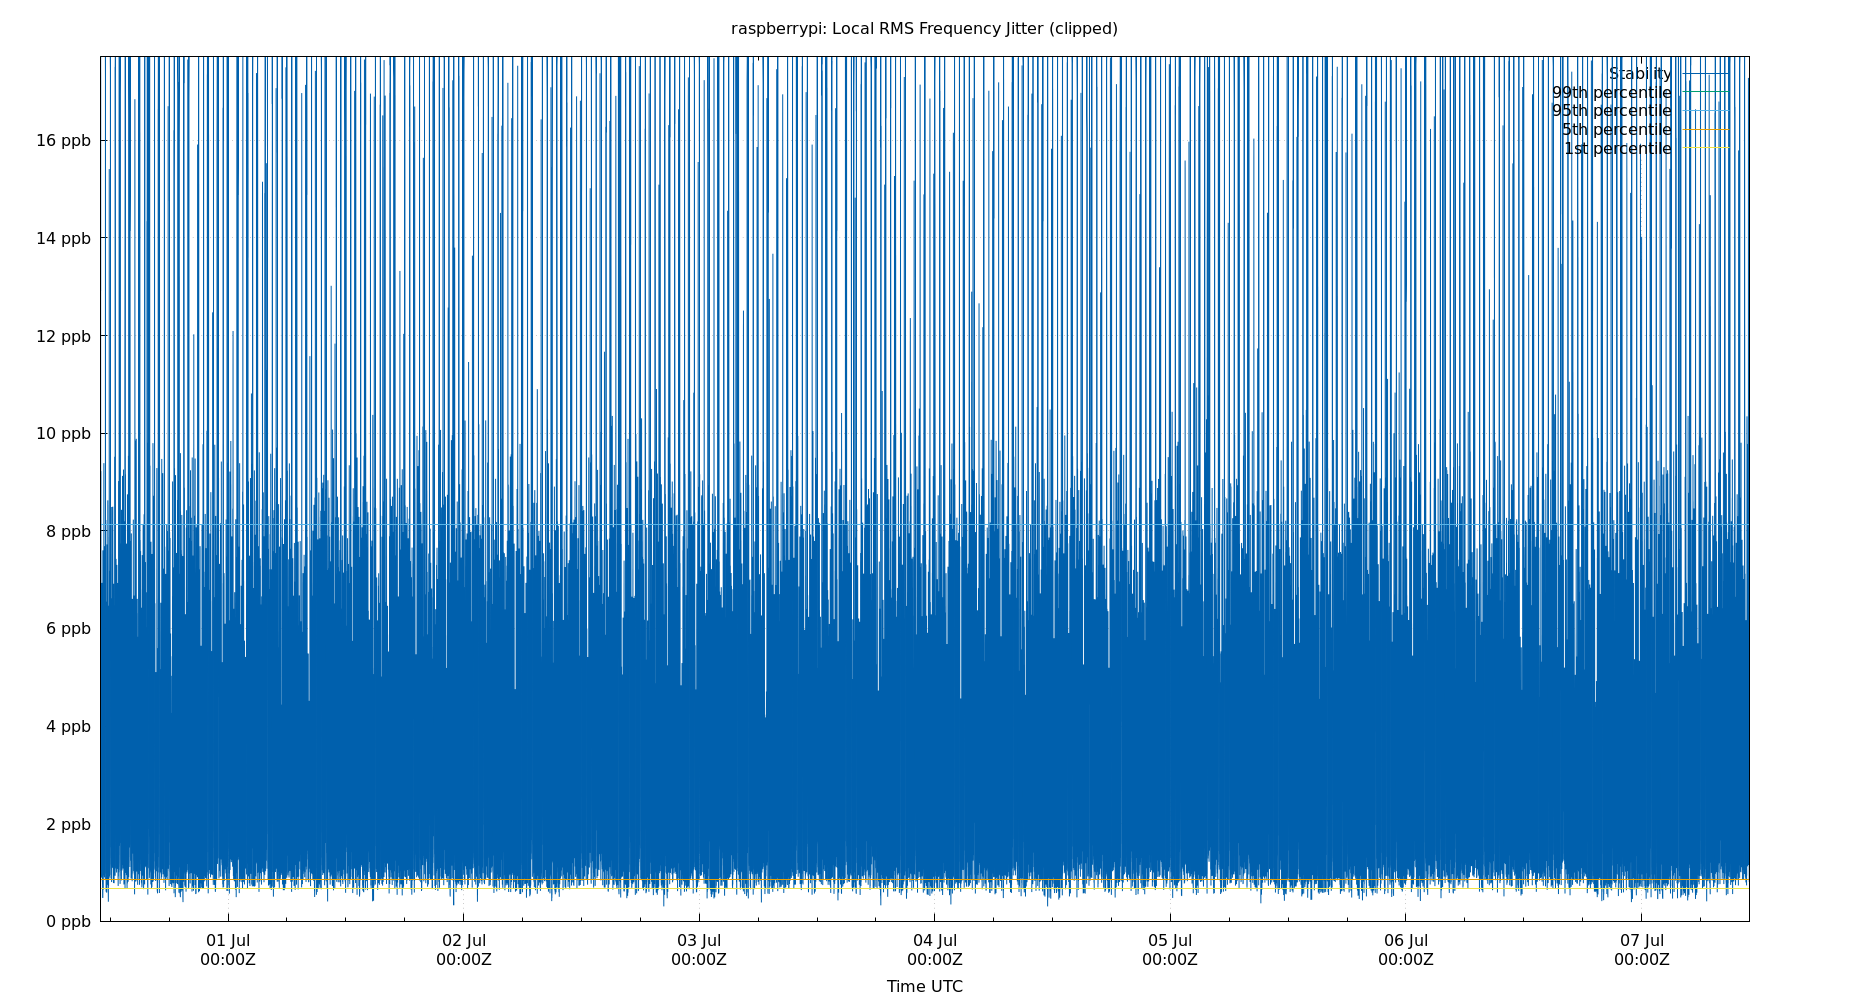 raspberrypi: Local RMS Frequency Jitter (clipped)
Stability
99th percentile
95th percentile
5th percentile
1st percentile
16 ppb
14 ppb
12 ppb
10 ppb
8 ppb
6 ppb
4 ppb
2 ppb
0 ppb
01 Jul 02 Jul 03 Jul 04 Jul 05 Jul 06 Jul 07 Jul
00:00Z 00:00Z 00:00Z 00:00Z 00:00Z 00:00Z 00:00Z
Time UTC